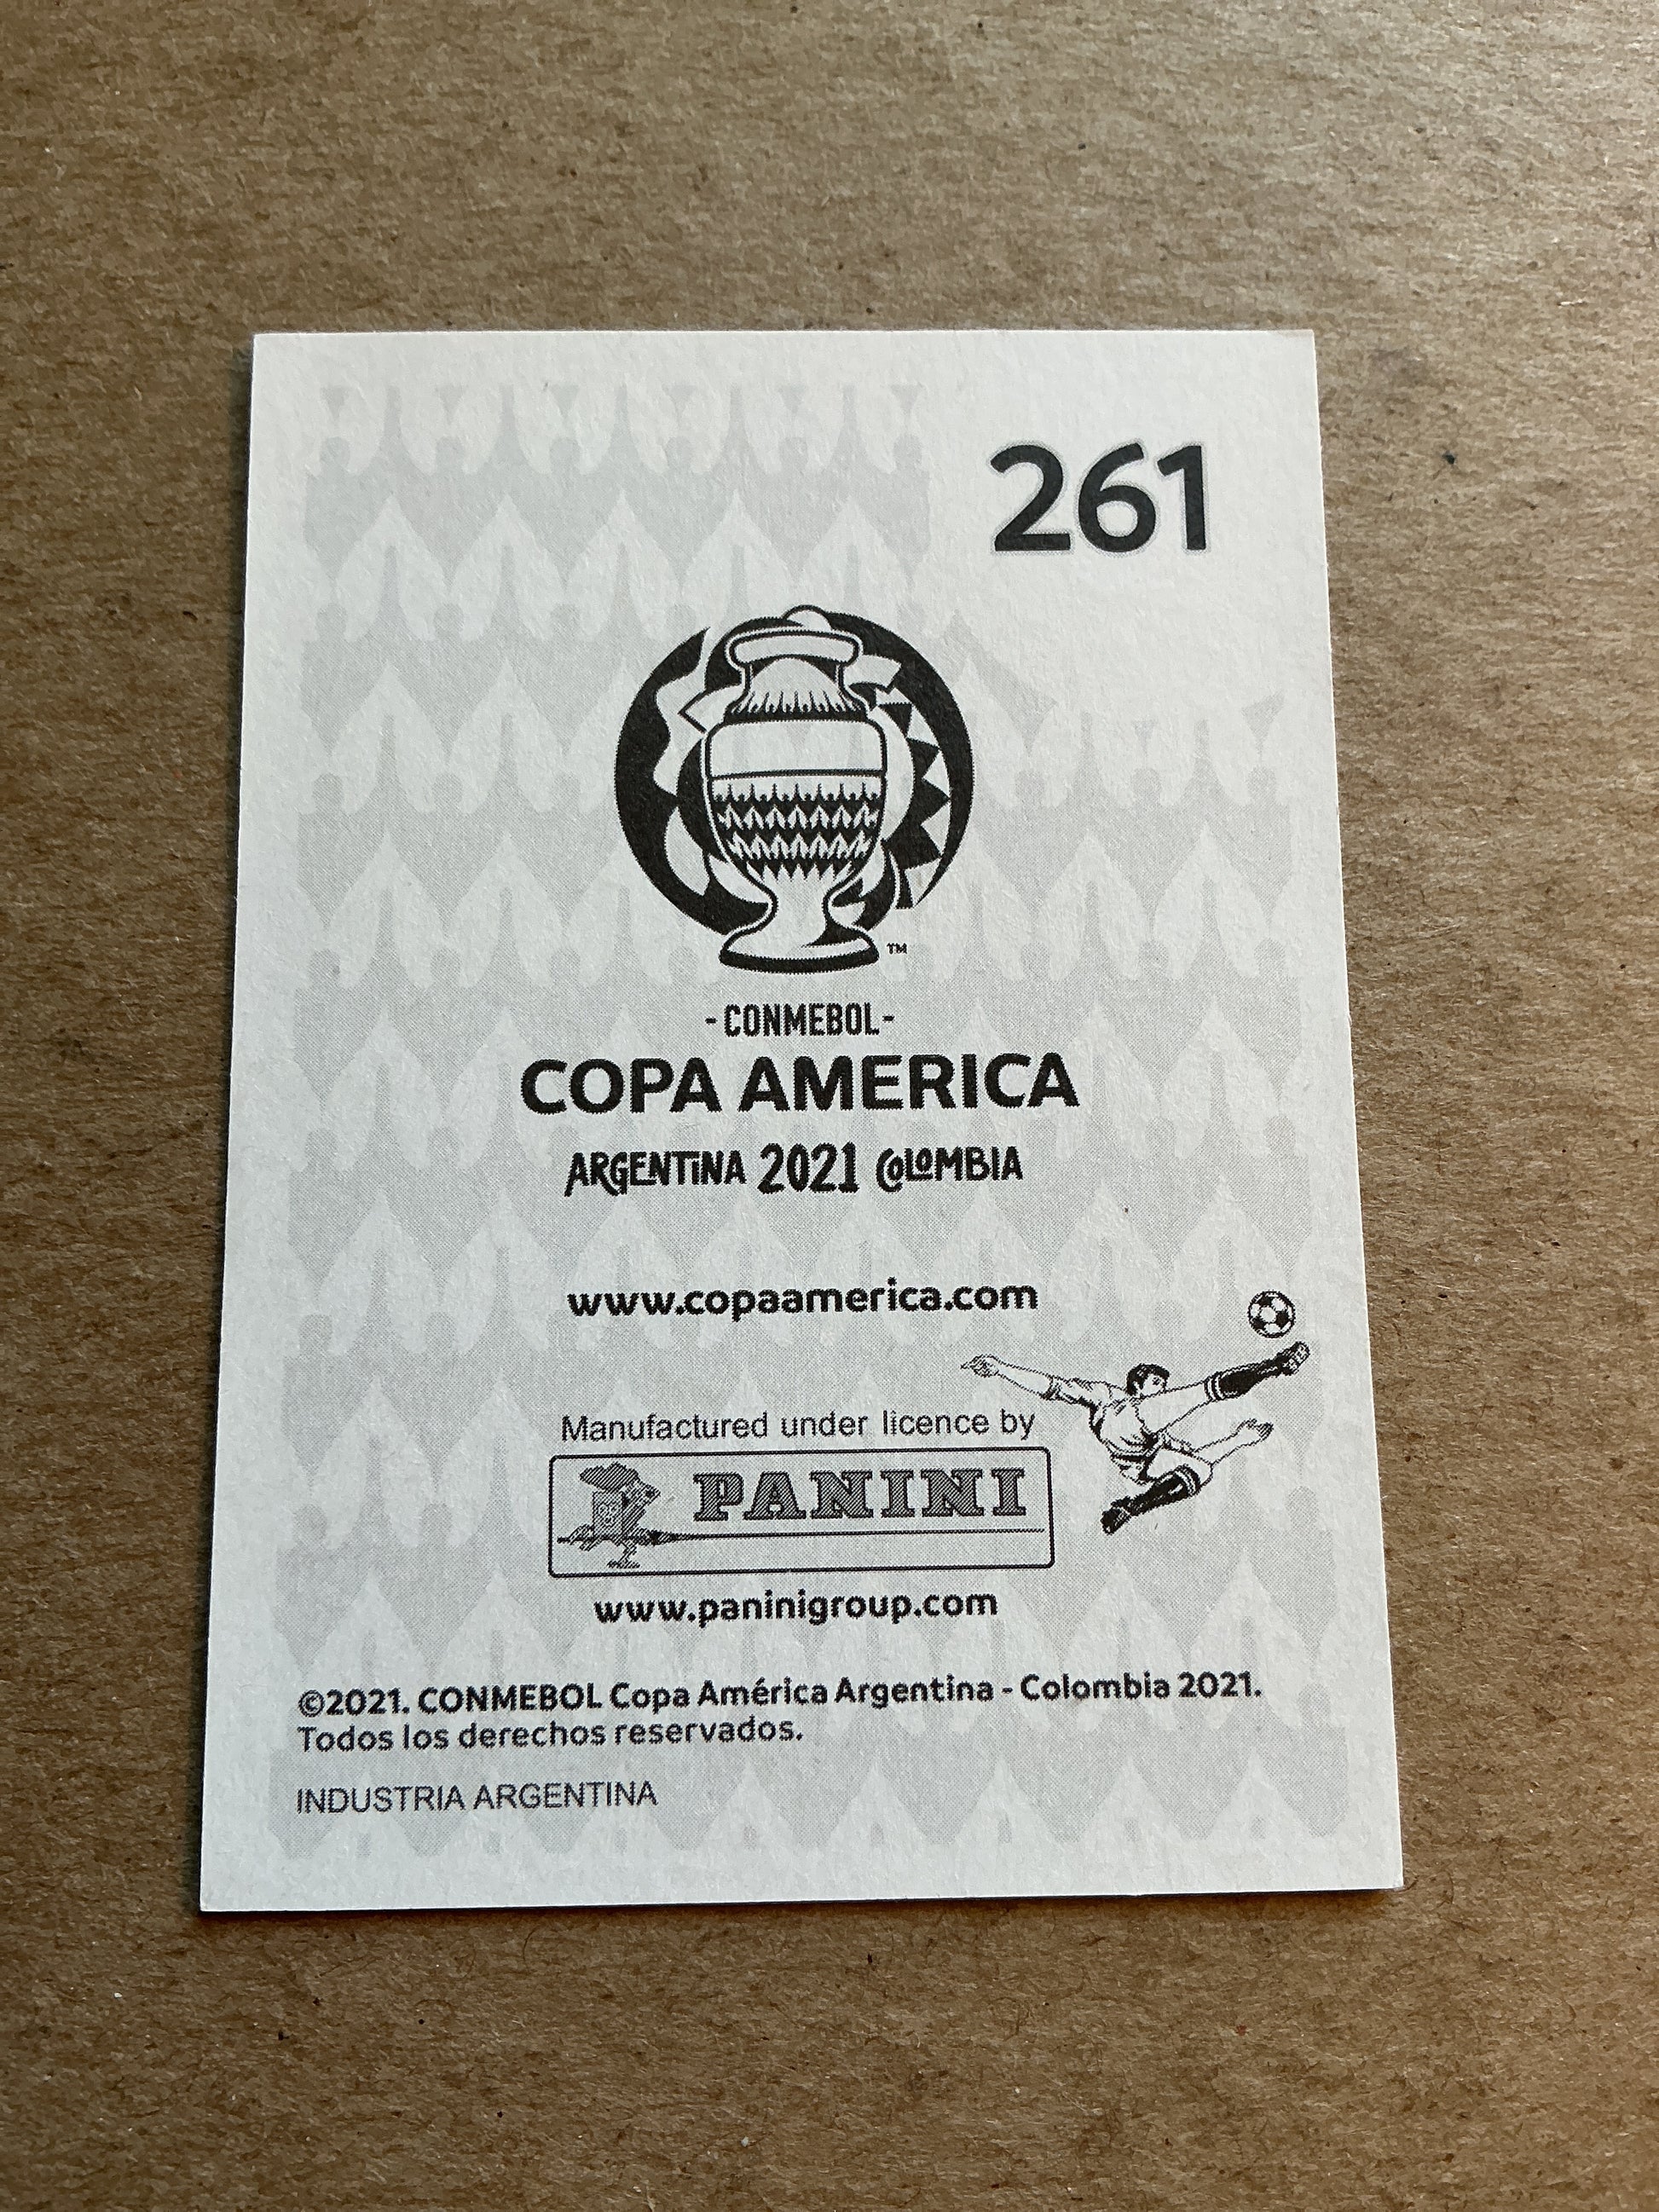 261
TM
-CONMEBOL-
COPA AMERICA
ARGENTINA 2021 COLOMBIA
www.copaamerica.com
Manufactured under licence by
PANINI
www.paninigroup.com
©2021. CONMEBOL Copa América Argentina - Colombia 2021.
Todos los derechos reservados.
INDUSTRIA ARGENTINA